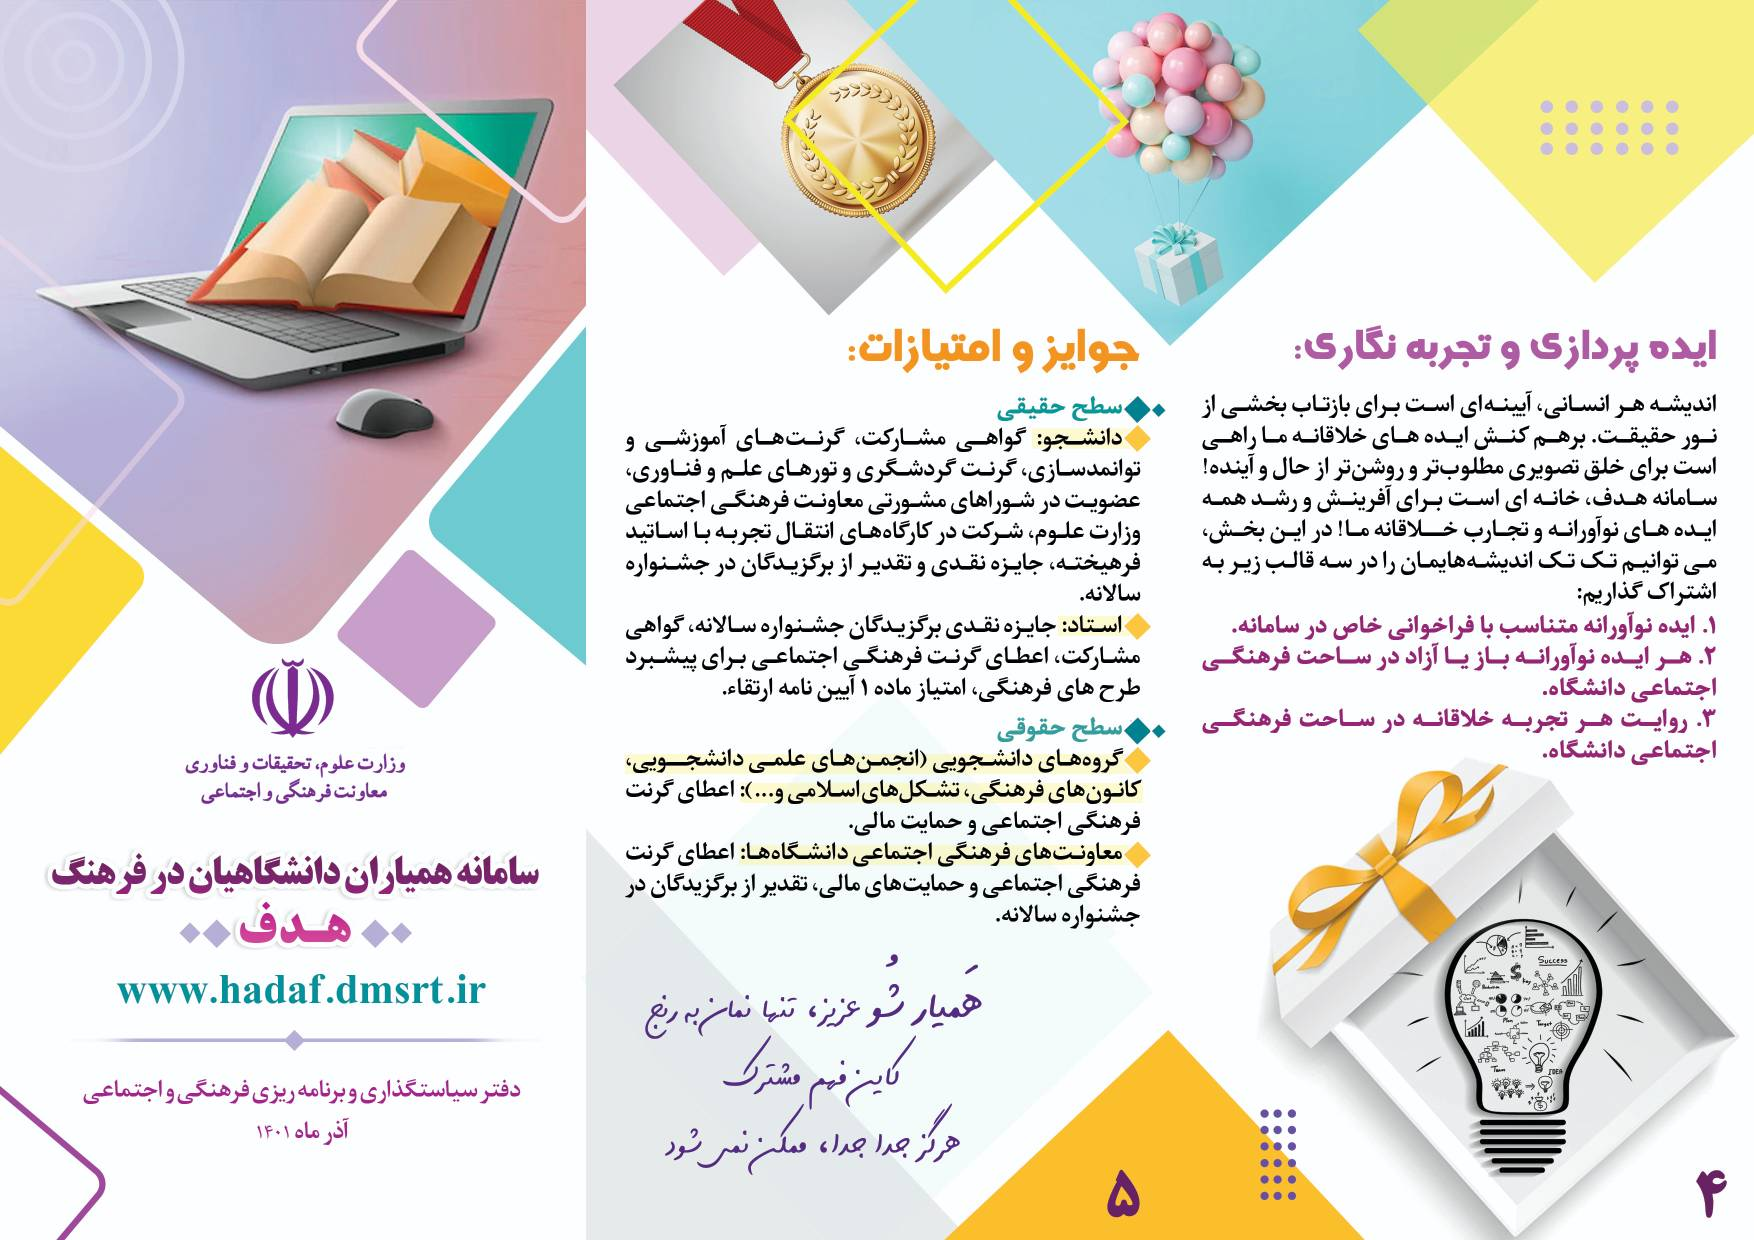 ایده پردازی و تجربه نگاری:
اندیشه هر انسانی، آیینه‌ای است برای بازتاب بخشی از
نور حقیقت. برهم کنش ایده های خلاقانه ما راهی
است برای خلق تصویری مطلوب‌تر و روشن‌تر از حال و آینده!
سامانه هدف، خانه ای است برای آفرینش و رشد همه
ایده های نوآورانه و تجارب خلاقانه ما! در این بخش،
می توانیم تک تک اندیشه‌هایمان را در سه قالب زیر به
اشتراک گذاریم:
۱. ایده نوآورانه متناسب با فراخوانی خاص در سامانه.
۲. هر ایده نوآورانه باز یا آزاد در ساحت فرهنگی
اجتماعی دانشگاه.
۳. روایت هر تجربه خلاقانه در ساحت فرهنگی
اجتماعی دانشگاه.
Success
Target
Plan
Team
IDEA
۴
جوایز و امتیازات:
سطح حقیقی
دانشجو: گواهی مشارکت، گرنت‌های آموزشی و
توانمدسازی، گرنت گردشگری و تورهای علم و فناوری،
عضویت در شوراهای مشورتی معاونت فرهنگی اجتماعی
وزارت علوم، شرکت در کارگاه‌های انتقال تجربه با اساتید
فرهیخته، جایزه نقدی و تقدیر از برگزیدگان در جشنواره
سالانه.
استاد: جایزه نقدی برگزیدگان جشنواره سالانه، گواهی
مشارکت، اعطای گرنت فرهنگی اجتماعی برای پیشبرد
طرح های فرهنگی، امتیاز ماده ۱ آیین نامه ارتقاء.
سطح حقوقی
گروه‌های دانشجویی (انجمن‌های علمی دانشجویی،
کانون‌های فرهنگی، تشکل‌های اسلامی و...): اعطای گرنت
فرهنگی اجتماعی و حمایت مالی.
معاونت‌های فرهنگی اجتماعی دانشگاه‌ها: اعطای گرنت
فرهنگی اجتماعی و حمایت‌های مالی، تقدیر از برگزیدگان در
جشنواره سالانه.
همیار شو عزیز، تنها نمان به رنج
کاین فهم مشترک
هرگز جدا جدا، ممکن نمی شود
۵
وزارت علوم، تحقیقات و فناوری
معاونت فرهنگی و اجتماعی
سامانه همیاران دانشگاهیان در فرهنگ
هدف
www.hadaf.dmsrt.ir
دفتر سیاستگذاری و برنامه ریزی فرهنگی و اجتماعی
آذر ماه ۱۴۰۱